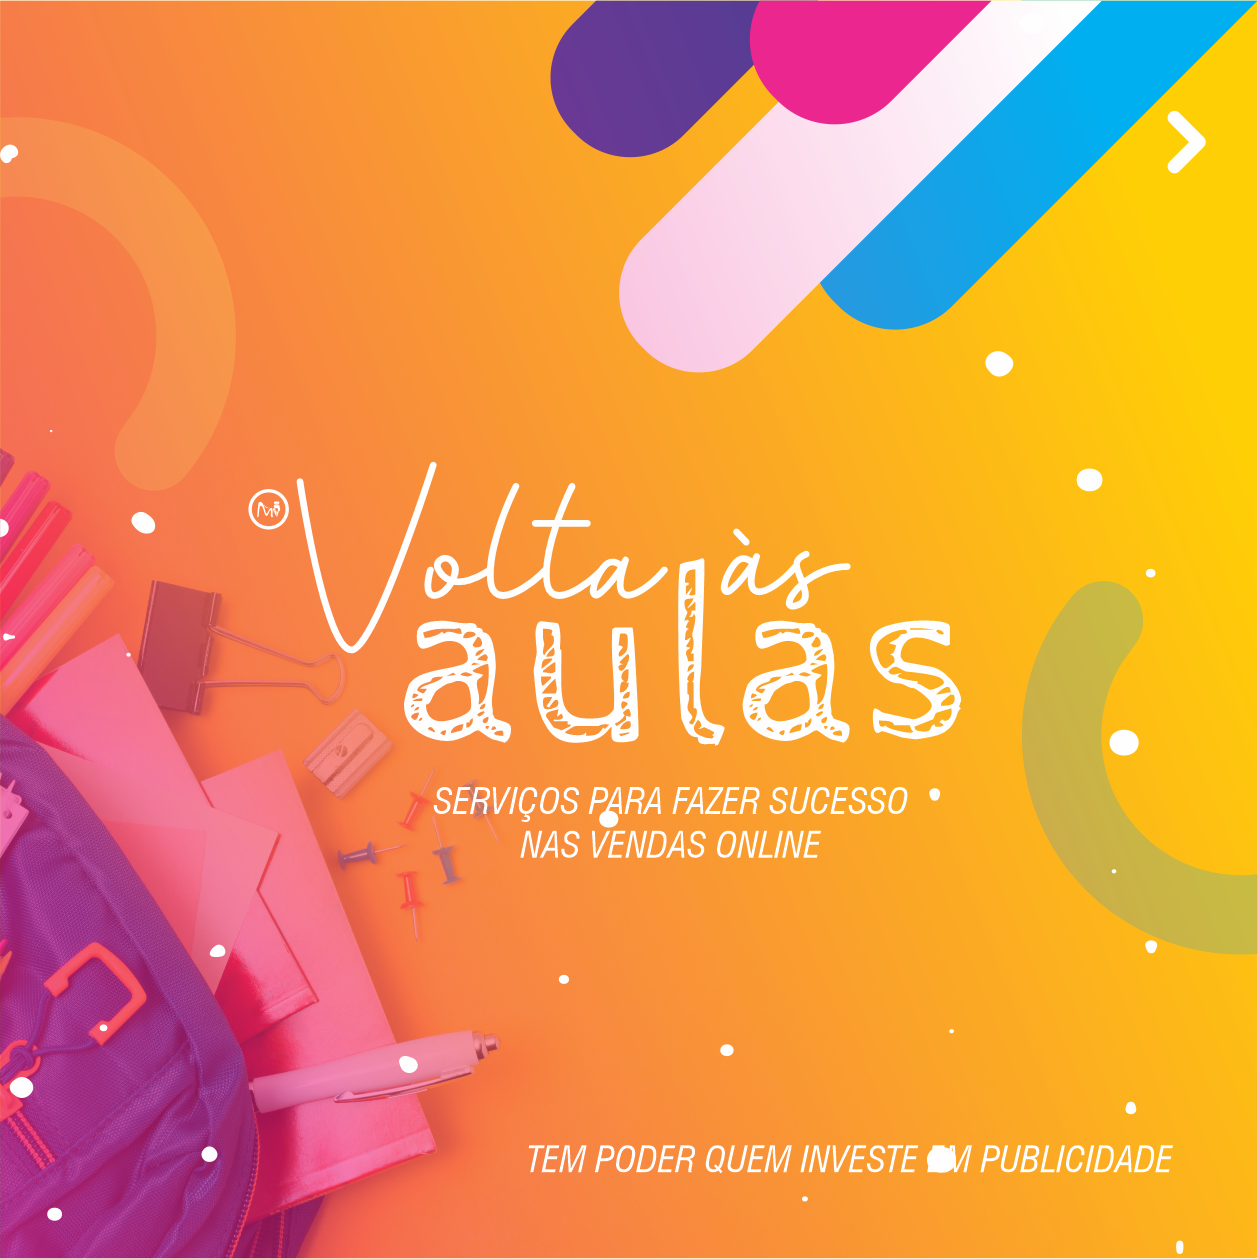 Volta às
aulas
SERVIÇOS PARA FAZER SUCESSO
NAS VENDAS ONLINE
TEM PODER QUEM INVESTE EM PUBLICIDADE